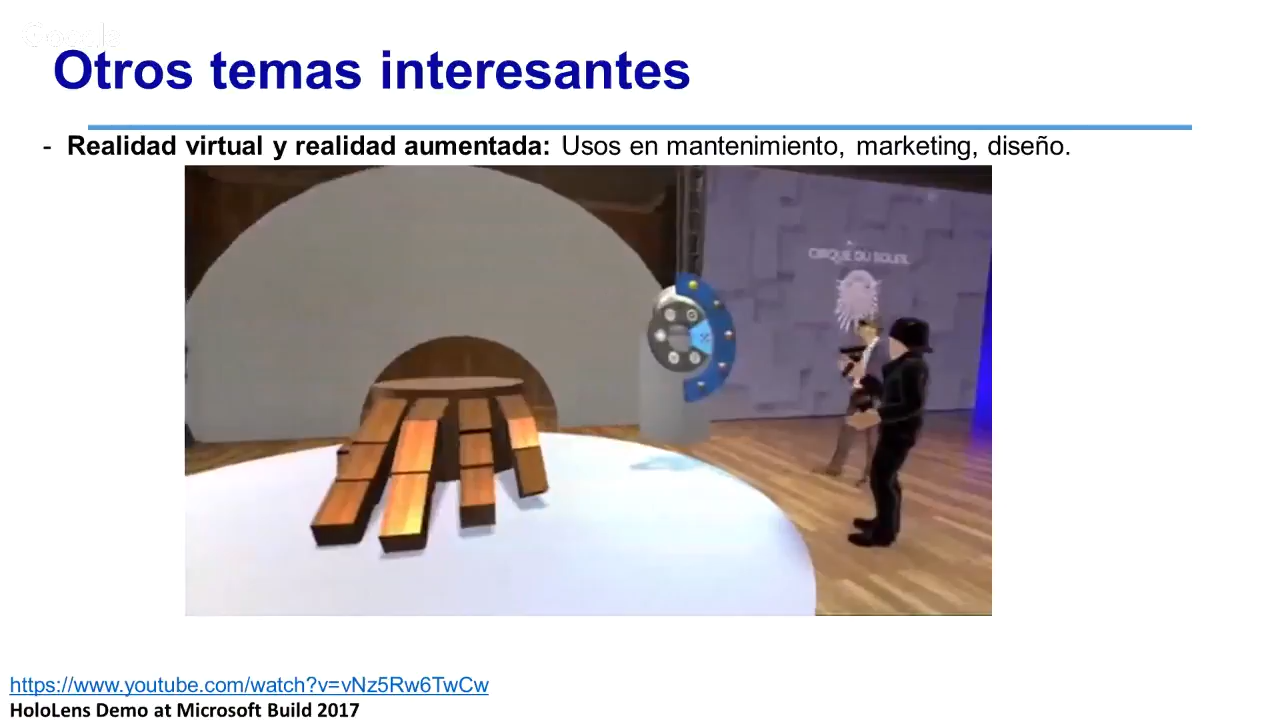 Otros temas interesantes
- Realidad virtual y realidad aumentada: Usos en mantenimiento, marketing, diseño.
CIRQUE DU SOLEIL
https://www.youtube.com/watch?v=vNz5Rw6TwCw
HoloLens Demo at Microsoft Build 2017